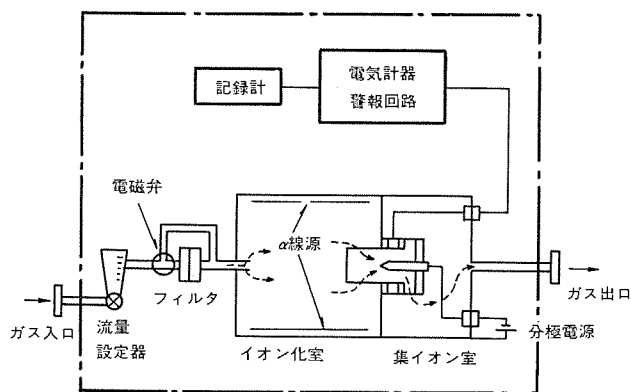 記録計
電気計器
警報回路
電磁弁
α線源
フィルタ
ガス入口
流量
設定器
イオン化室
集イオン室
分極電源
ガス出口